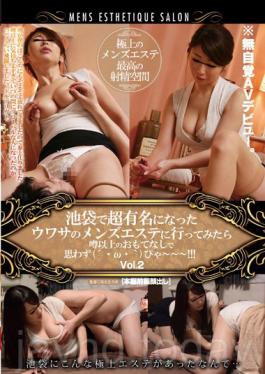 MENS ESTHETIQUE SALON
極上の
メンズエステ
最高の
射精空間
※無自覚AVデビュー
池袋で超有名になった
ウワサのメンズエステに行ってみたら
噂以上のおもてなしで
思わず(´・ω・`)ぴゃ~~~!!!
Vol.2
池袋にこんな極上エステがあったなんて…